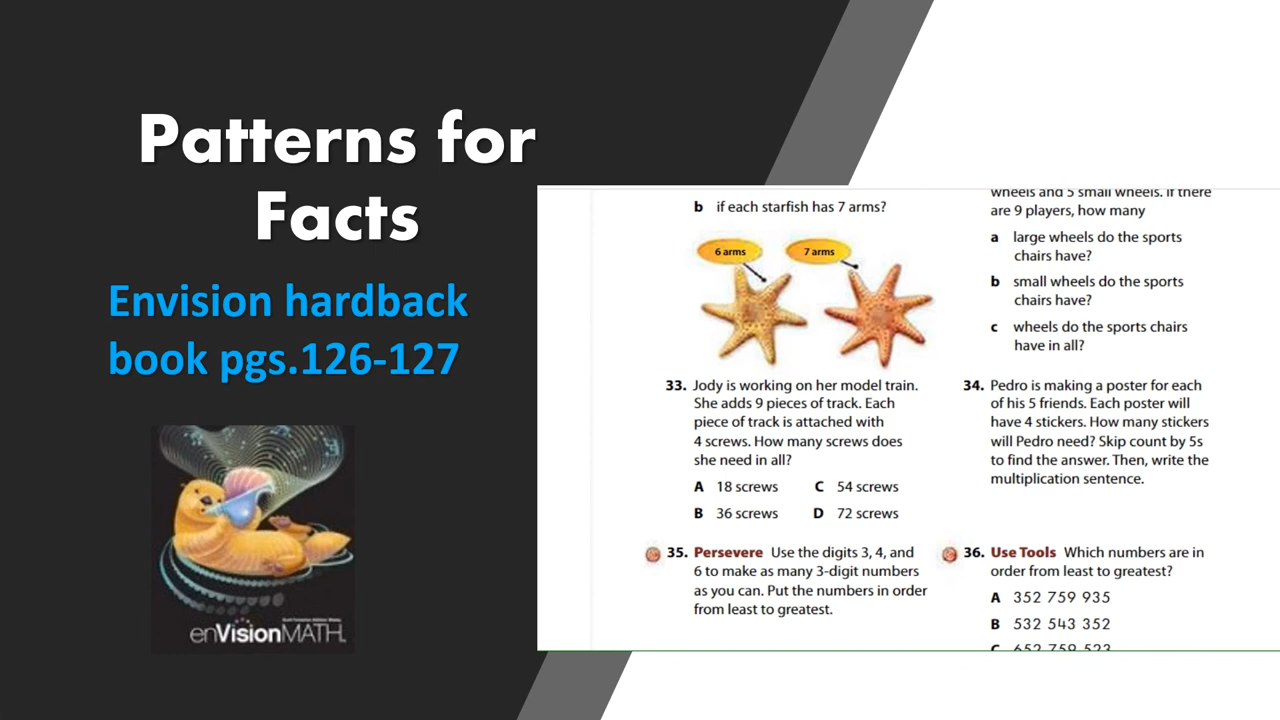 Patterns for
Facts
Envision hardback
book pgs.126-127
enVisionMATH
b if each starfish has 7 arms?
6 arms
7 arms
33. Jody is working on her model train.
She adds 9 pieces of track. Each
piece of track is attached with
4 screws. How many screws does
she need in all?
A 18 screws C 54 screws
B 36 screws D 72 screws
35. Persevere Use the digits 3, 4, and
6 to make as many 3-digit numbers
as you can. Put the numbers in order
from least to greatest.
wheels and 5 small wheels. If there
are 9 players, how many
a large wheels do the sports
chairs have?
b small wheels do the sports
chairs have?
c wheels do the sports chairs
have in all?
34. Pedro is making a poster for each
of his 5 friends. Each poster will
have 4 stickers. How many stickers
will Pedro need? Skip count by 5s
to find the answer. Then, write the
multiplication sentence.
36. Use Tools Which numbers are in
order from least to greatest?
A 352 759 935
B 532 543 352
C 652 759 523